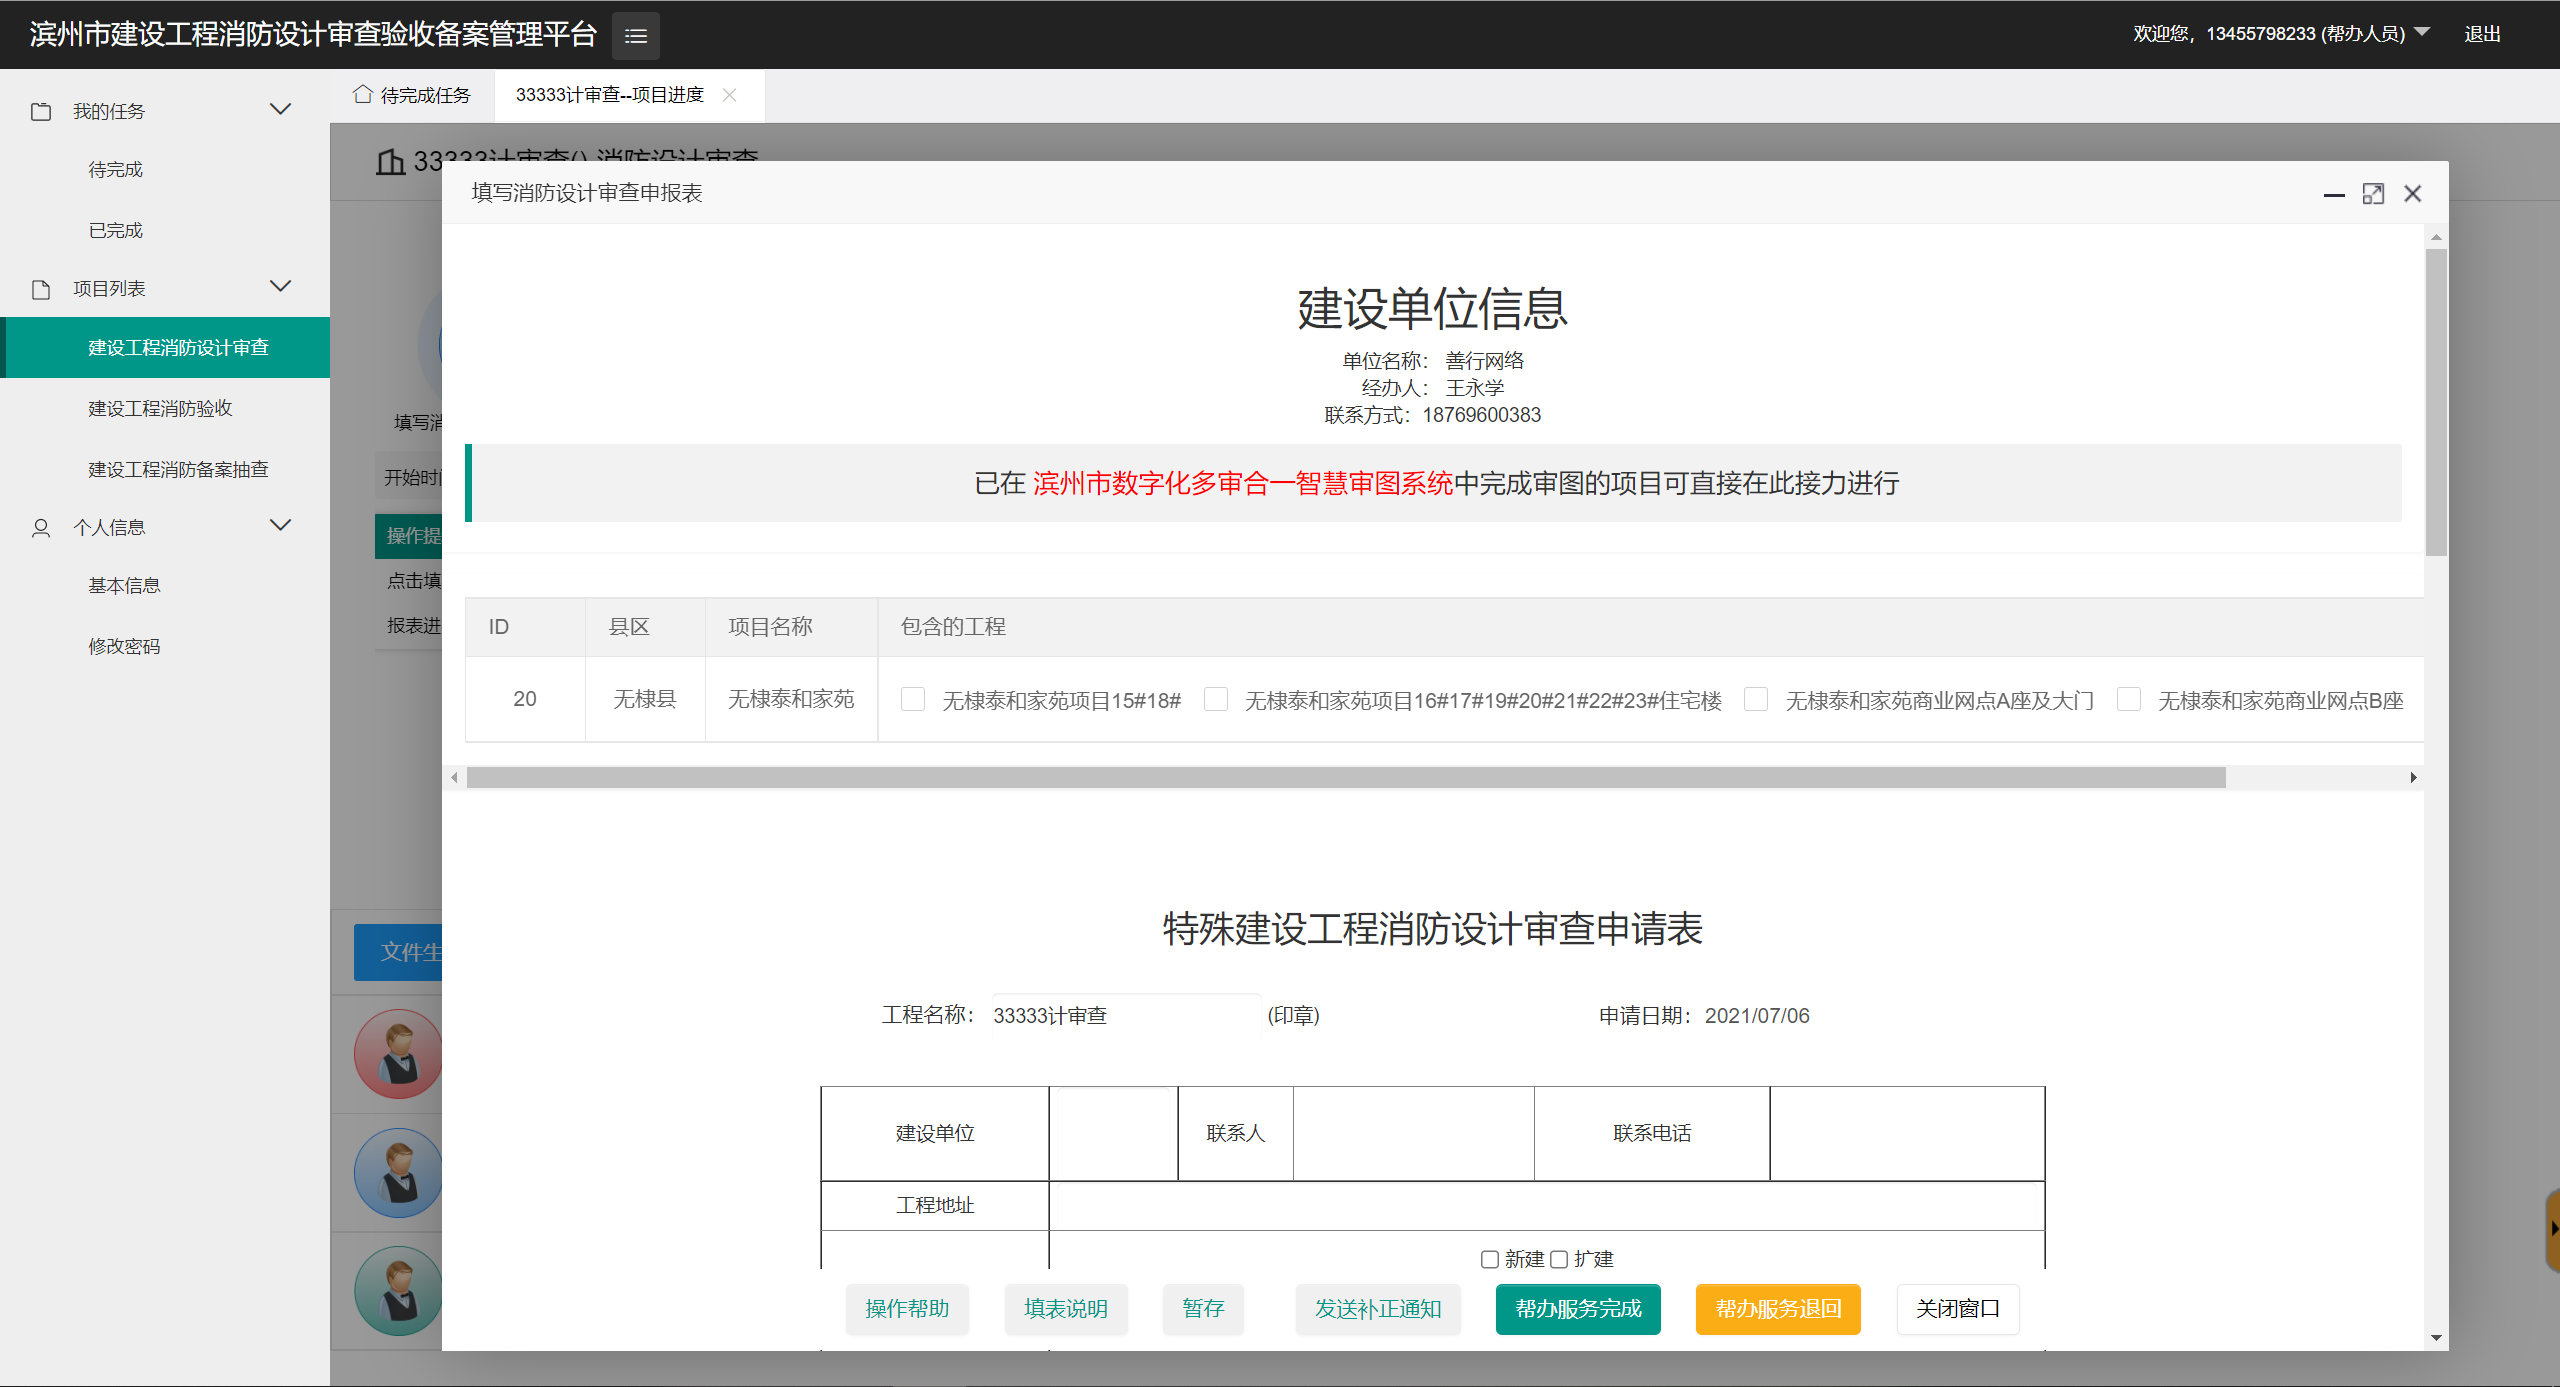 滨州市建设工程消防设计审查验收备案管理平台
欢迎您，13455798233 (帮办人员)
退出
我的任务
待完成
已完成
项目列表
建设工程消防设计审查
建设工程消防验收
建设工程消防备案抽查
个人信息
基本信息
修改密码
待完成任务
33333计审查--项目进度
33333计审查() 消防设计审查
填写消
开始时间
操作提
点击填
报表进
文件生
填写消防设计审查申报表
建设单位信息
单位名称： 善行网络
经办人： 王永学
联系方式：18769600383
已在 滨州市数字化多审合一智慧审图系统中完成审图的项目可直接在此接力进行
ID 县区 项目名称 包含的工程
20 无棣县 无棣泰和家苑 无棣泰和家苑项目15#18# 无棣泰和家苑项目16#17#19#20#21#22#23#住宅楼 无棣泰和家苑商业网点A座及大门 无棣泰和家苑商业网点B座
特殊建设工程消防设计审查申请表
工程名称： 33333计审查 (印章) 申请日期：2021/07/06
建设单位 联系人 联系电话
工程地址
新建 扩建
操作帮助 填表说明 暂存 发送补正通知 帮办服务完成 帮办服务退回 关闭窗口